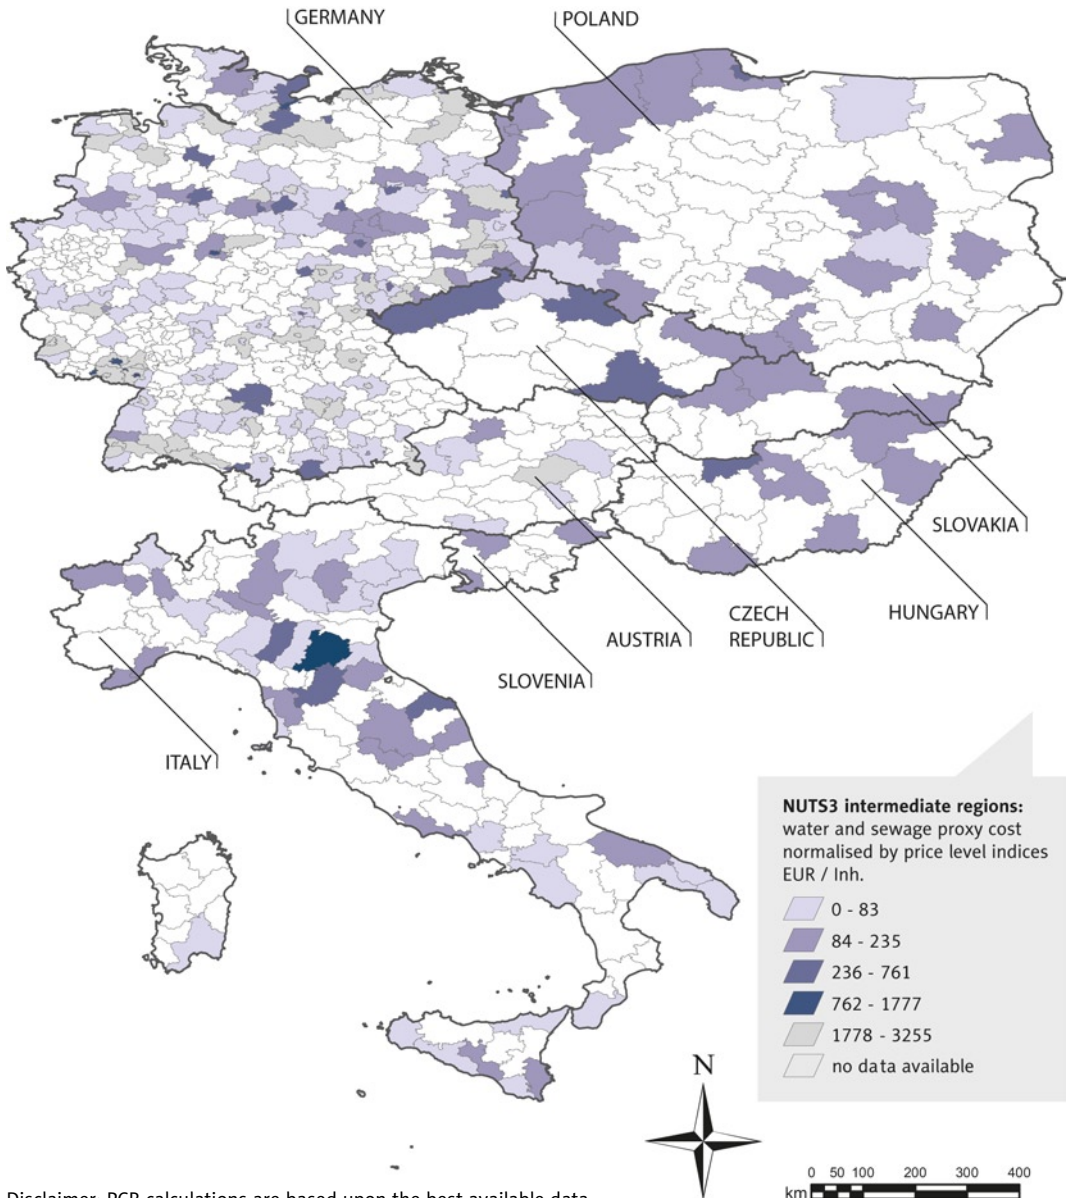 GERMANY
POLAND
SLOVAKIA
CZECH
REPUBLIC
HUNGARY
AUSTRIA
SLOVENIA
ITALY
NUTS3 intermediate regions:
water and sewage proxy cost
normalised by price level indices
EUR / Inh.
0 - 83
84 - 235
236 - 761
762 - 1777
1778 - 3255
no data available
N
0 50 100 200 300 400
km
Disclaimer: PCR calculations are based upon the best available data